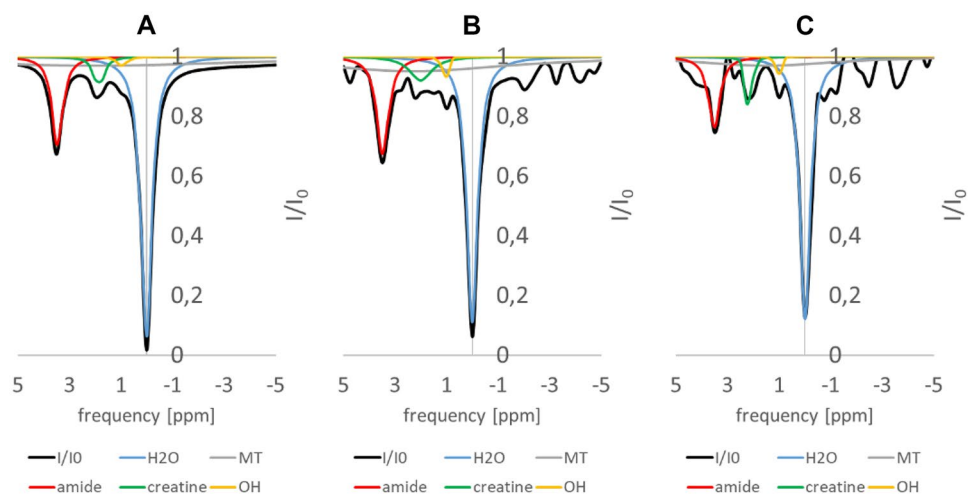 A B C
1 1 1
0,8 0,8 0,8
0,6 0,6 0,6
I/I0 I/I0 I/I0
0,4 0,4 0,4
0,2 0,2 0,2
0 0 0
5 3 1 -1 -3 -5 5 3 1 -1 -3 -5 5 3 1 -1 -3 -5
frequency [ppm] frequency [ppm] frequency [ppm]
I/I0 H2O MT I/I0 H2O MT I/I0 H2O MT
amide creatine OH amide creatine OH amide creatine OH